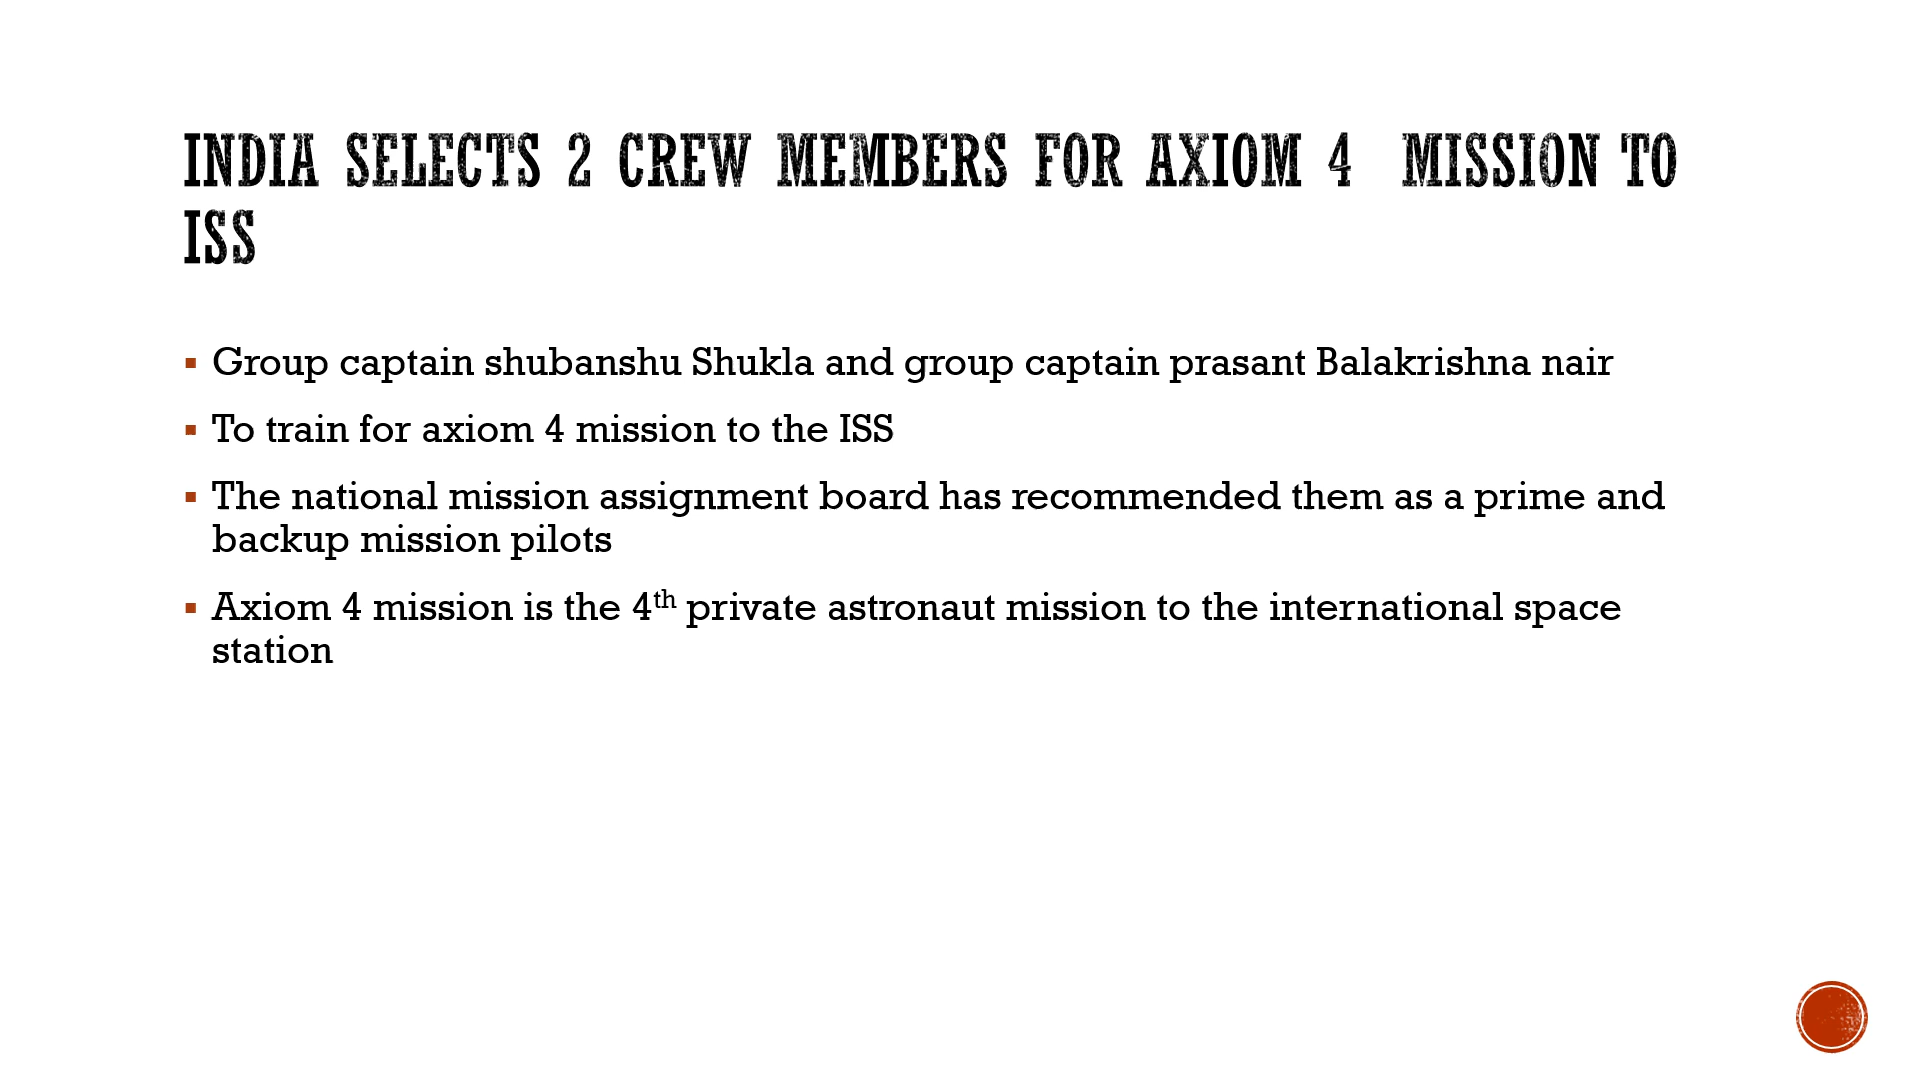 INDIA SELECTS 2 CREW MEMBERS FOR AXIOM 4  MISSION TO
ISS
▪ Group captain shubanshu Shukla and group captain prasant Balakrishna nair
▪ To train for axiom 4 mission to the ISS
▪ The national mission assignment board has recommended them as a prime and
backup mission pilots
▪ Axiom 4 mission is the 4th private astronaut mission to the international space
station